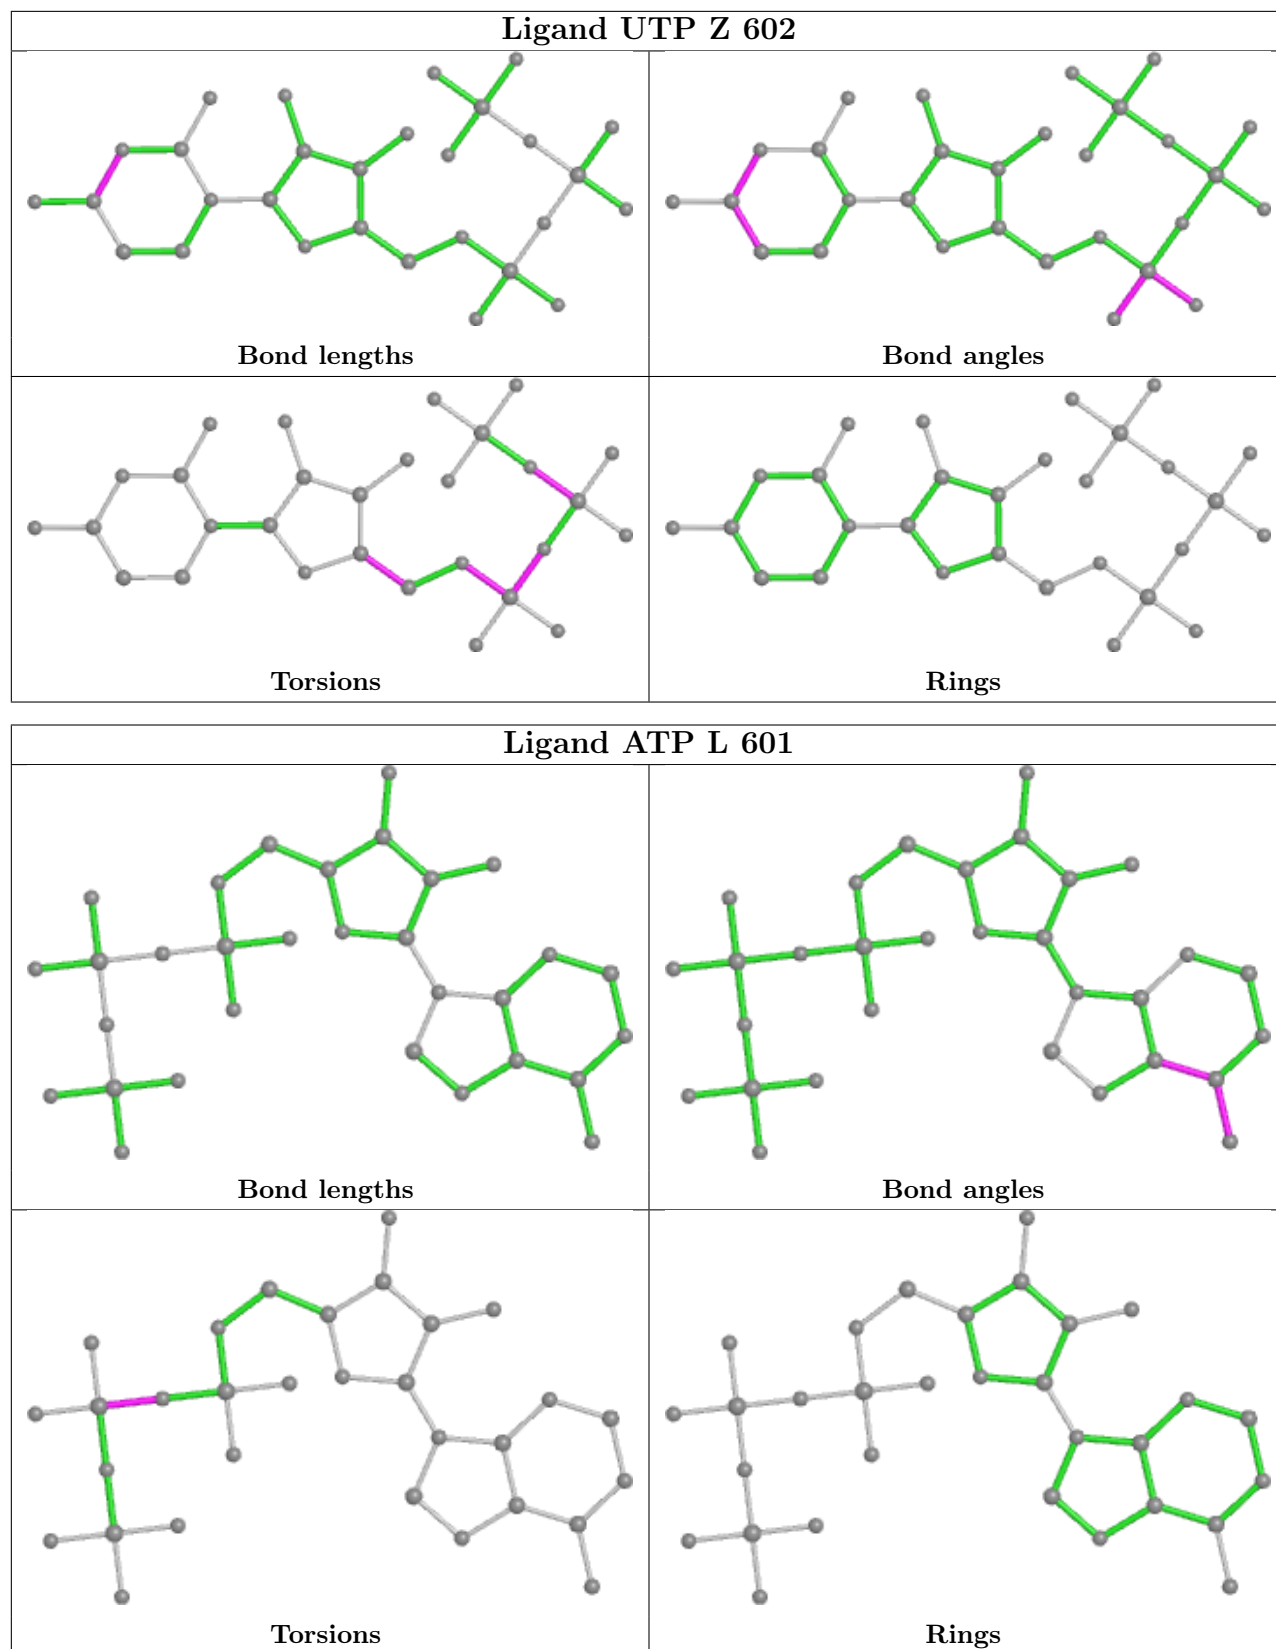 Ligand UTP Z 602
Bond lengths
Bond angles
Torsions
Rings
Ligand ATP L 601
Bond lengths
Bond angles
Torsions
Rings